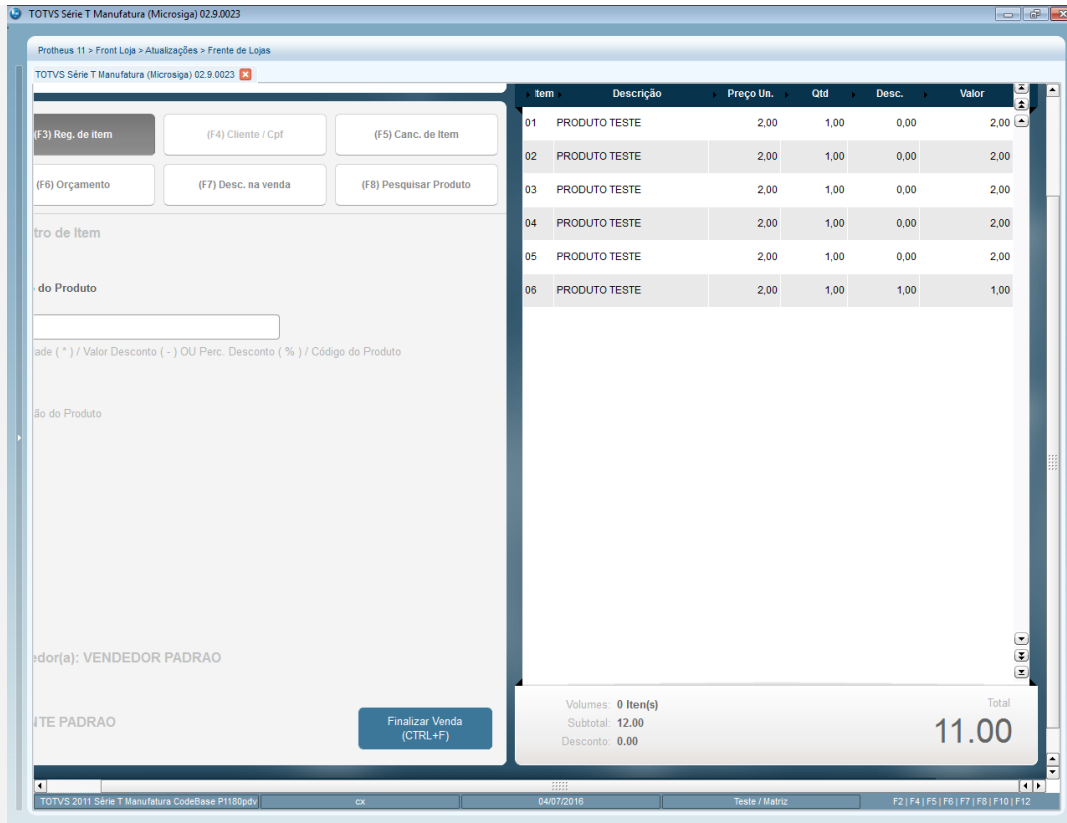 TOTVS Série T Manufatura (Microsiga) 02.9.0023
Protheus 11 > Front Loja > Atualizações > Frente de Lojas
TOTVS Série T Manufatura (Microsiga) 02.9.0023
(F3) Reg. de item
(F4) Cliente / Cpf
(F5) Canc. de Item
(F6) Orçamento
(F7) Desc. na venda
(F8) Pesquisar Produto
tro de Item
do Produto
ade ( * ) / Valor Desconto ( - ) OU Perc. Desconto ( % ) / Código do Produto
ão do Produto
edor(a): VENDEDOR PADRAO
NTE PADRAO
Finalizar Venda
(CTRL+F)
Item Descrição Preço Un. Qtd Desc. Valor
01 PRODUTO TESTE 2,00 1,00 0,00 2,00
02 PRODUTO TESTE 2,00 1,00 0,00 2,00
03 PRODUTO TESTE 2,00 1,00 0,00 2,00
04 PRODUTO TESTE 2,00 1,00 0,00 2,00
05 PRODUTO TESTE 2,00 1,00 0,00 2,00
06 PRODUTO TESTE 2,00 1,00 1,00 1,00
Volumes: 0 Iten(s)
Subtotal: 12.00
Desconto: 0.00
Total
11.00
TOTVS 2011 Série T Manufatura CodeBase P1180pdv cx 04/07/2016 Teste / Matriz F2 | F4 | F5 | F6 | F7 | F8 | F10 | F12